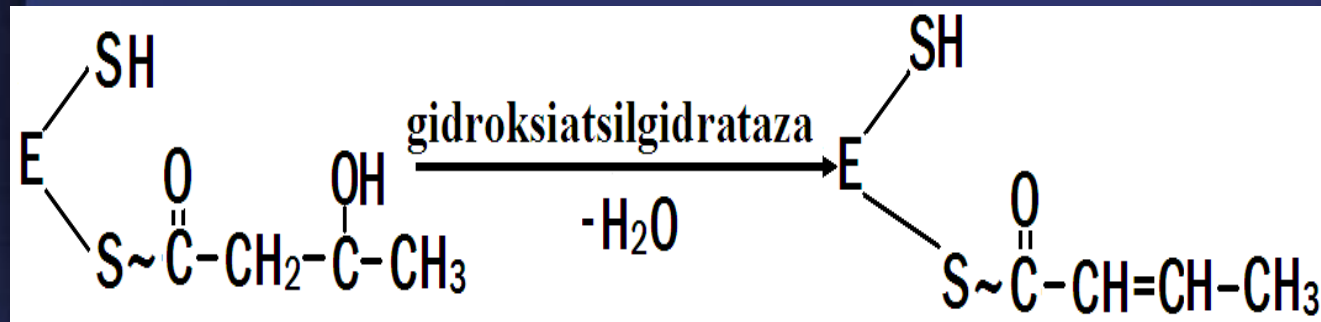 SH
E
O
OH
S~C-CH₂-C-CH₃
gidroksiatsilgidrataza
-H₂O
SH
E
O
S~C-CH=CH-CH₃